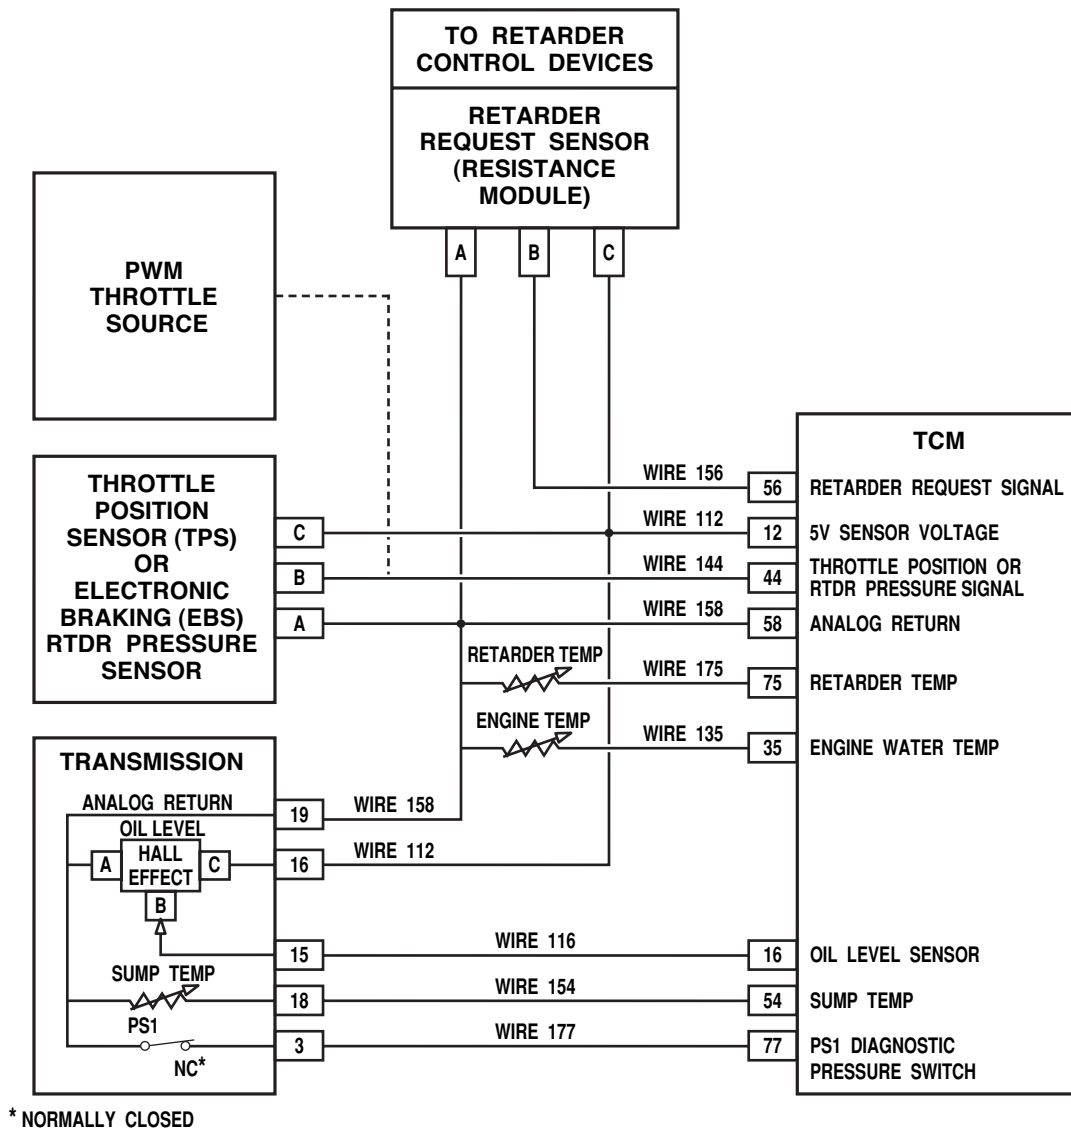 TO RETARDER
CONTROL DEVICES
RETARDER
REQUEST SENSOR
(RESISTANCE
MODULE)
A
B
C
PWM
THROTTLE
SOURCE
THROTTLE
POSITION
SENSOR (TPS)
OR
ELECTRONIC
BRAKING (EBS)
RTDR PRESSURE
SENSOR
C
B
A
TCM
WIRE 156
56
RETARDER REQUEST SIGNAL
WIRE 112
12
5V SENSOR VOLTAGE
WIRE 144
44
THROTTLE POSITION OR
RTDR PRESSURE SIGNAL
WIRE 158
58
ANALOG RETURN
RETARDER TEMP
WIRE 175
75
RETARDER TEMP
ENGINE TEMP
WIRE 135
35
ENGINE WATER TEMP
TRANSMISSION
ANALOG RETURN
19
WIRE 158
OIL LEVEL
A
HALL
EFFECT
C
16
WIRE 112
B
15
WIRE 116
16
OIL LEVEL SENSOR
SUMP TEMP
18
WIRE 154
54
SUMP TEMP
PS1
NC*
3
WIRE 177
77
PS1 DIAGNOSTIC
PRESSURE SWITCH
* NORMALLY CLOSED